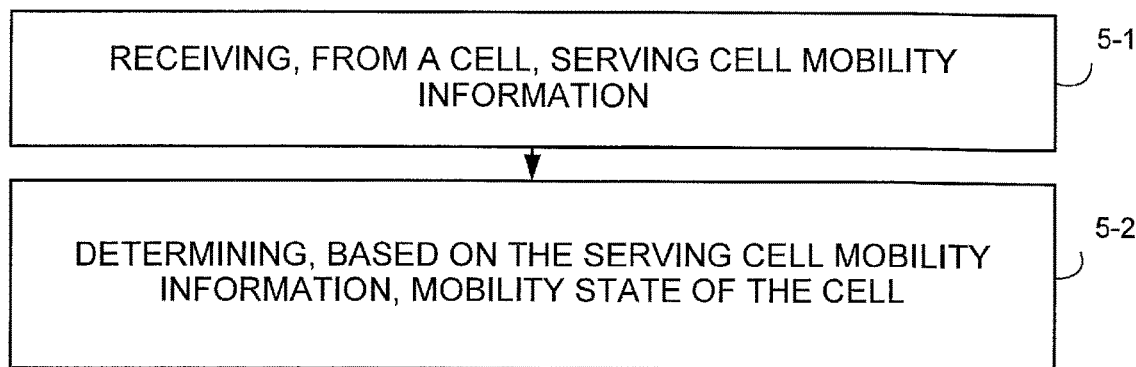 RECEIVING, FROM A CELL, SERVING CELL MOBILITY
INFORMATION
5-1
DETERMINING, BASED ON THE SERVING CELL MOBILITY
INFORMATION, MOBILITY STATE OF THE CELL
5-2